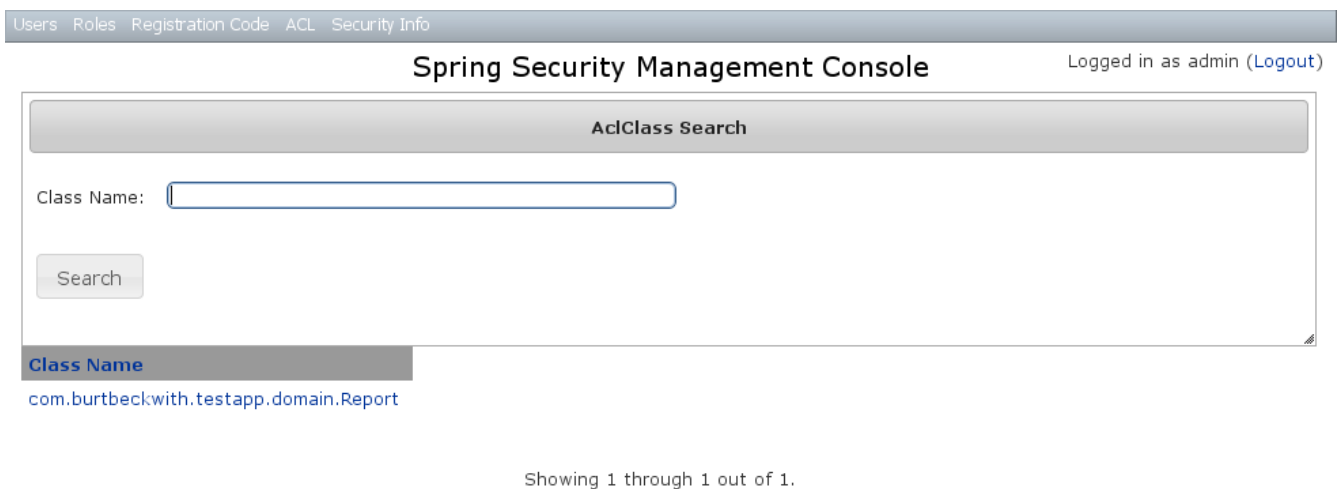 Users Roles Registration Code ACL Security Info
Spring Security Management Console
Logged in as admin (Logout)
AclClass Search
Class Name:
Search
Class Name
com.burtbeckwith.testapp.domain.Report
Showing 1 through 1 out of 1.